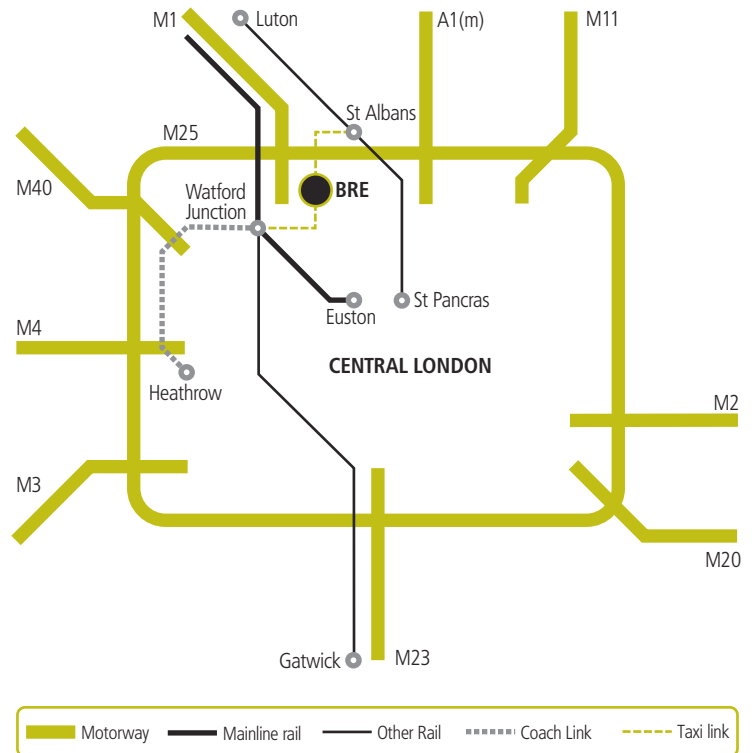 M1
Luton
A1(m)
M11
St Albans
M25
M40
Watford
Junction
BRE
Euston
St Pancras
M4
CENTRAL LONDON
Heathrow
M2
M3
M20
Gatwick
M23
Motorway
Mainline rail
Other Rail
Coach Link
Taxi link